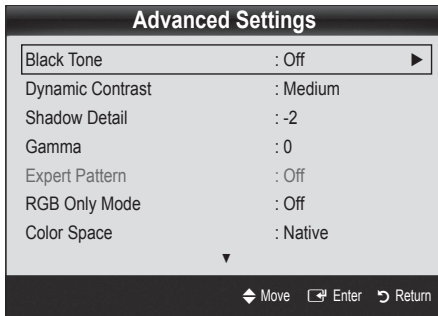 Advanced Settings
Black Tone : Off ▶
Dynamic Contrast : Medium
Shadow Detail : -2
Gamma : 0
Expert Pattern : Off
RGB Only Mode : Off
Color Space : Native
▼
Move Enter Return